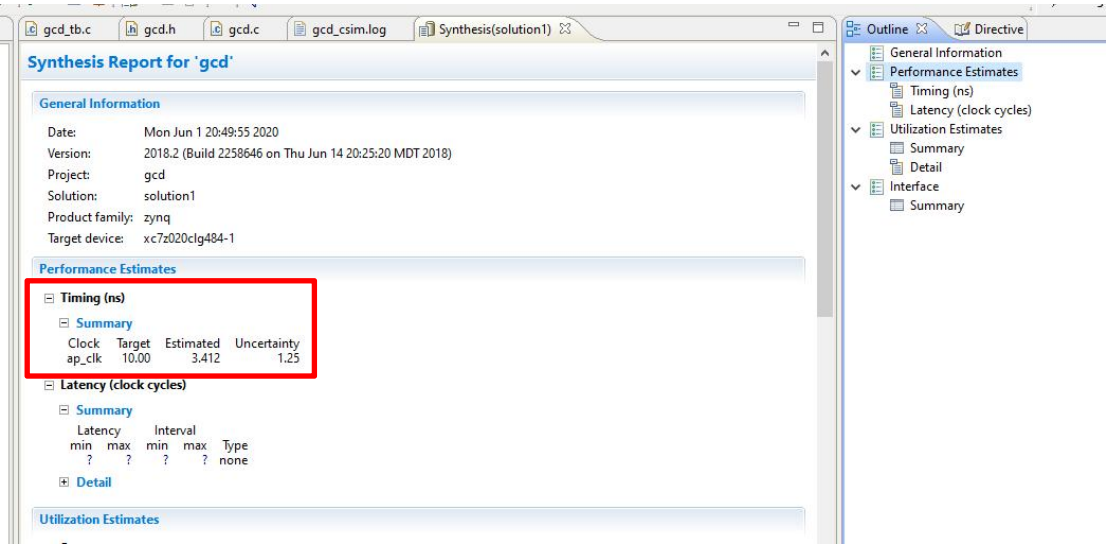 gcd_tb.c gcd.h gcd.c gcd_csim.log Synthesis(solution1)
Synthesis Report for 'gcd'
General Information
Date: Mon Jun 1 20:49:55 2020
Version: 2018.2 (Build 2258646 on Thu Jun 14 20:25:20 MDT 2018)
Project: gcd
Solution: solution1
Product family: zynq
Target device: xc7z020clg484-1
Performance Estimates
Timing (ns)
Summary
Clock Target Estimated Uncertainty
ap_clk 10.00 3.412 1.25
Latency (clock cycles)
Summary
Latency Interval
min max min max Type
? ? ? ? none
Detail
Utilization Estimates
Outline Directive
General Information
Performance Estimates
Timing (ns)
Latency (clock cycles)
Utilization Estimates
Summary
Detail
Interface
Summary